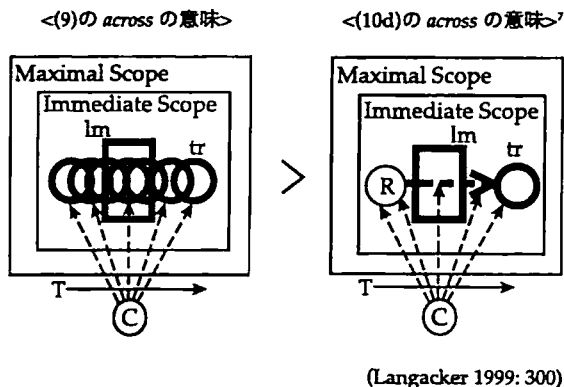 <(9)の across の意味>
Maximal Scope
Immediate Scope
lm
tr
T
C
>
<(10d)の across の意味>7
Maximal Scope
Immediate Scope
lm
tr
R
T
C
(Langacker 1999: 300)